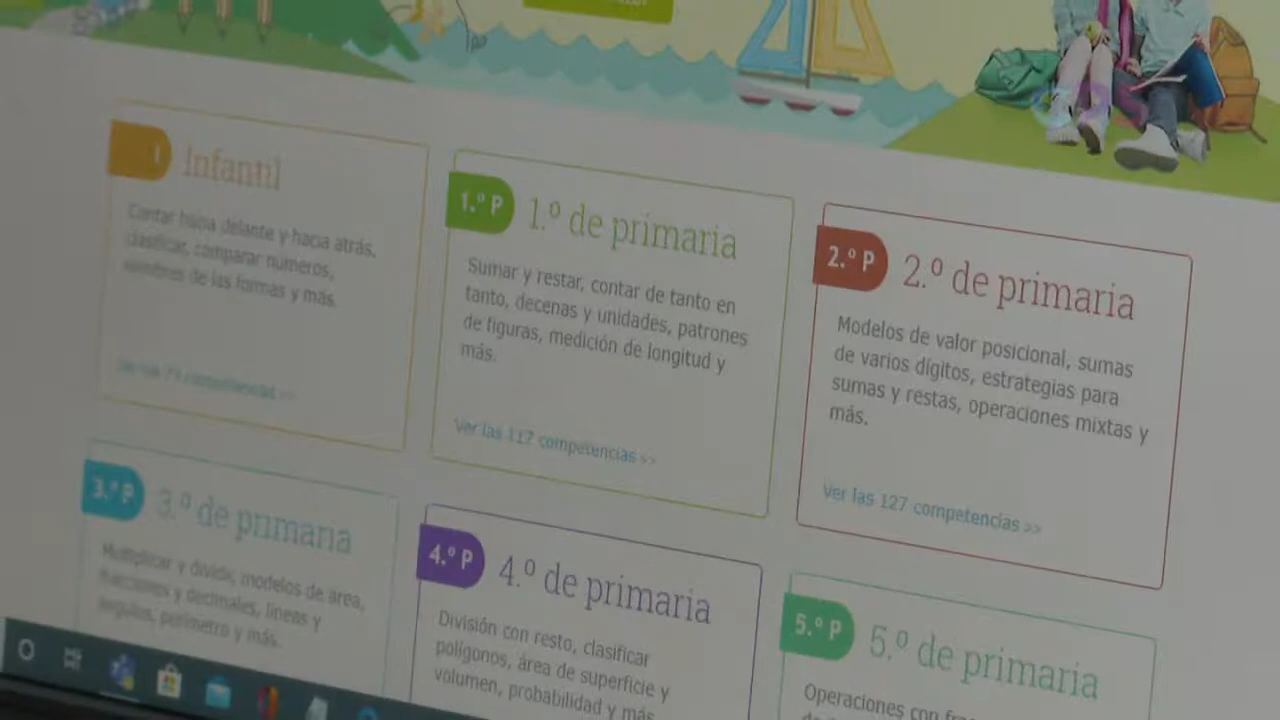 I
Infantil
Contar hacia delante y hacia atrás,
clasificar, comparar números,
nombres de las formas y más.
Ver las 77 competencias >>
1.º P
1.º de primaria
Sumar y restar, contar de tanto en
tanto, decenas y unidades, patrones
de figuras, medición de longitud y
más.
Ver las 117 competencias >>
2.º P
2.º de primaria
Modelos de valor posicional, sumas
de varios dígitos, estrategias para
sumas y restas, operaciones mixtas y
más.
Ver las 127 competencias >>
3.º P
3.º de primaria
Multiplicar y dividir, modelos de área,
fracciones y decimales, líneas y
ángulos, perímetro y más.
4.º P
4.º de primaria
División con resto, clasificar
polígonos, área de superficie y
volumen, probabilidad y más.
5.º P
5.º de primaria
Operaciones con